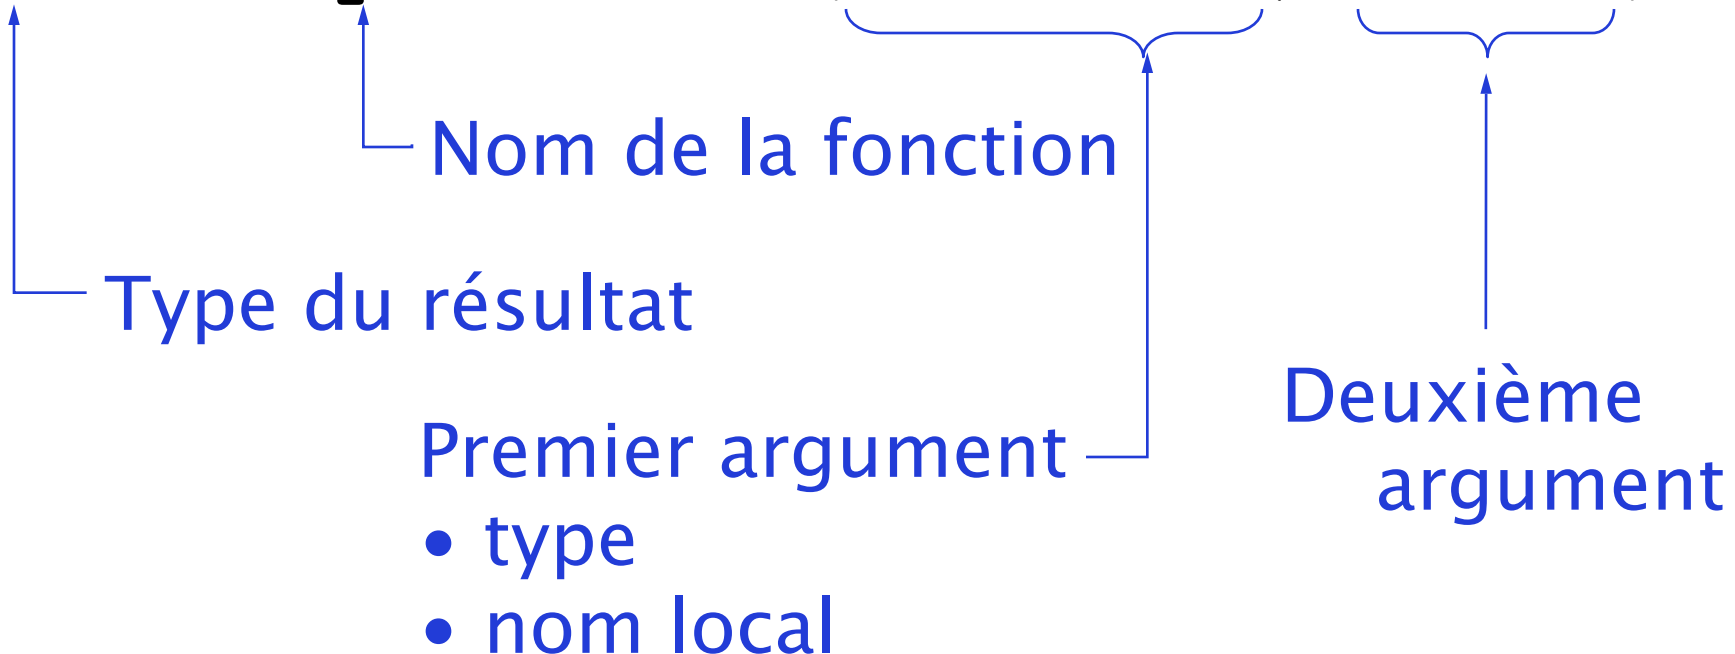 Nom de la fonction
Type du résultat
Premier argument
• type
• nom local
Deuxième
argument